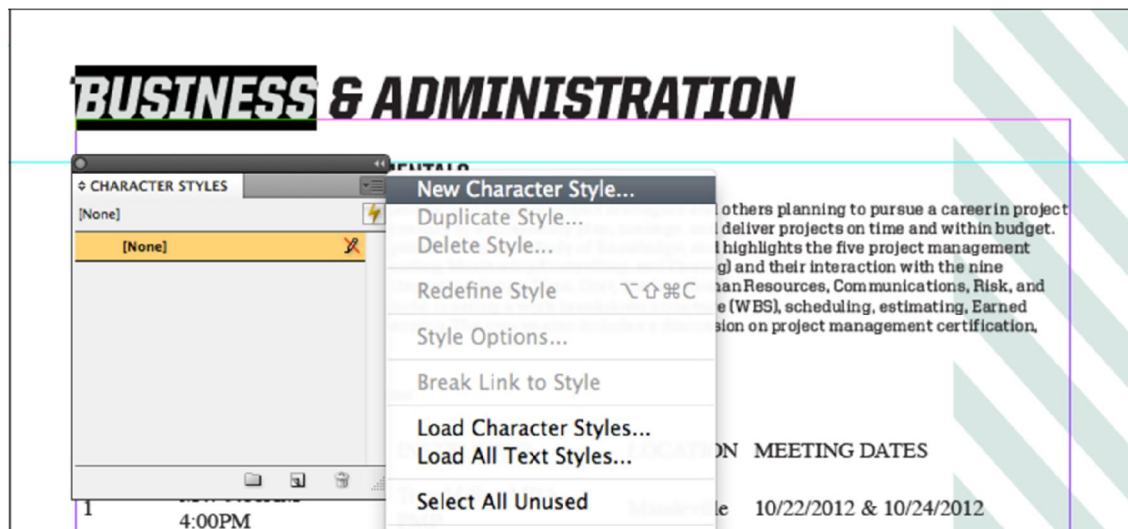 BUSINESS & ADMINISTRATION
CHARACTER STYLES
[None]
[None]
New Character Style...
Duplicate Style...
Delete Style...
Redefine Style ⌥⇧⌘C
Style Options...
Break Link to Style
Load Character Styles...
Load All Text Styles...
Select All Unused
others planning to pursue a career in project
deliver projects on time and within budget.
highlights the five project management
and their interaction with the nine
Resources, Communications, Risk, and
(WBS), scheduling, estimating, Earned
on project management certification,
MEETING DATES
1
4:00PM
10/22/2012 & 10/24/2012